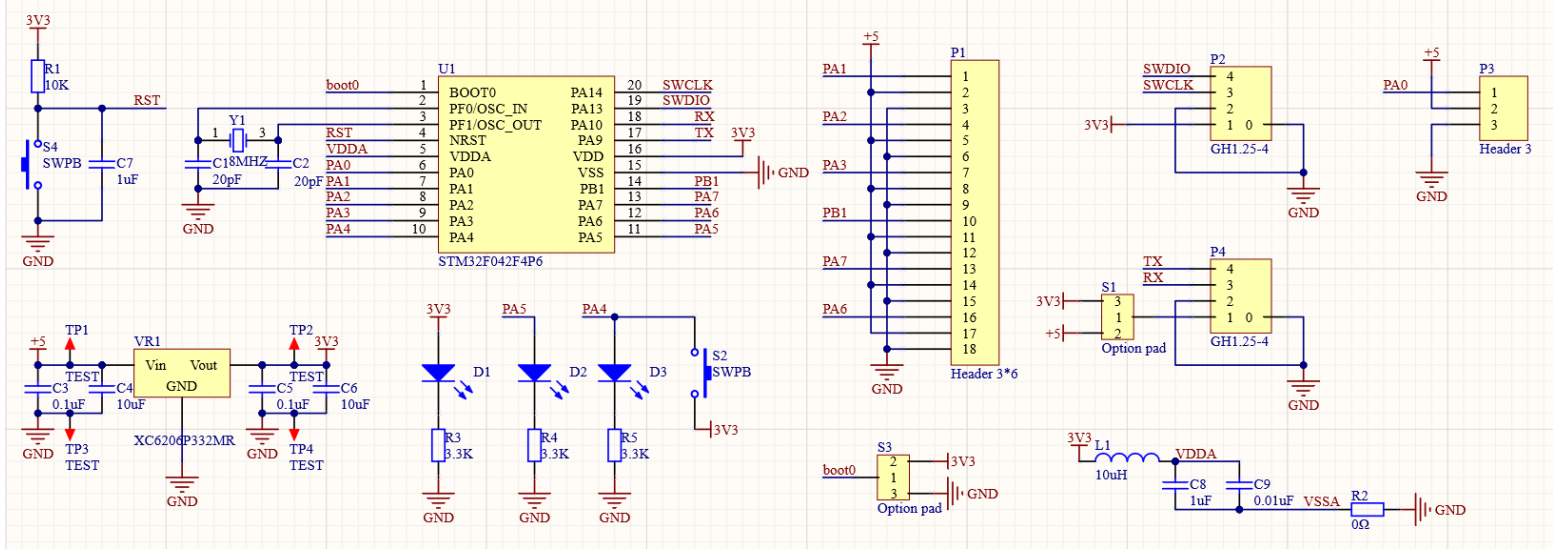 3V3
R1
10K
RST
S4
SWPB
C7
1uF
GND
Y1
1
3
8MHZ
C1
20pF
C2
20pF
GND
U1
boot0
1
BOOT0
2
PF0/OSC_IN
3
PF1/OSC_OUT
RST
4
NRST
VDDA
5
VDDA
PA0
6
PA0
PA1
7
PA1
PA2
8
PA2
PA3
9
PA3
PA4
10
PA4
PA14
20
SWCLK
PA13
19
SWDIO
PA10
18
RX
PA9
17
TX
VDD
16
3V3
VSS
15
GND
PB1
14
PB1
PA7
13
PA7
PA6
12
PA6
PA5
11
PA5
STM32F042F4P6
+5
P1
PA1
1
2
3
PA2
4
5
6
PA3
7
8
9
PB1
10
11
12
PA7
13
14
15
PA6
16
17
18
GND
Header 3*6
P2
SWDIO
4
SWCLK
3
2
3V3
1
0
GH1.25-4
GND
+5
P3
PA0
1
2
3
Header 3
GND
P4
TX
4
RX
3
2
1
0
GH1.25-4
GND
S1
3V3
3
1
+5
2
Option pad
+5
TP1
TEST
C3
0.1uF
C4
10uF
GND
TP3
TEST
VR1
Vin
Vout
GND
XC6206P332MR
GND
TP2
TEST
3V3
C5
0.1uF
C6
10uF
GND
TP4
TEST
3V3
D1
R3
3.3K
GND
PA5
D2
R4
3.3K
GND
PA4
D3
R5
3.3K
GND
S2
SWPB
3V3
S3
boot0
2
3V3
1
3
GND
Option pad
3V3
L1
10uH
VDDA
C8
1uF
C9
0.01uF
VSSA
R2
0Ω
GND